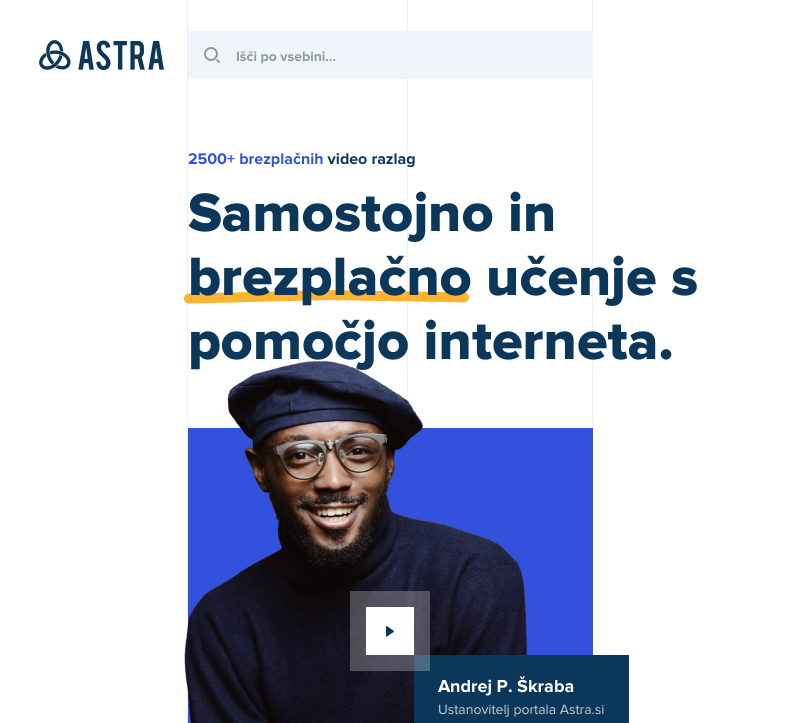 ASTRA
Išči po vsebini...
2500+ brezplačnih video razlag
Samostojno in
brezplačno učenje s
pomočjo interneta.
Andrej P. Škraba
Ustanovitelj portala Astra.si